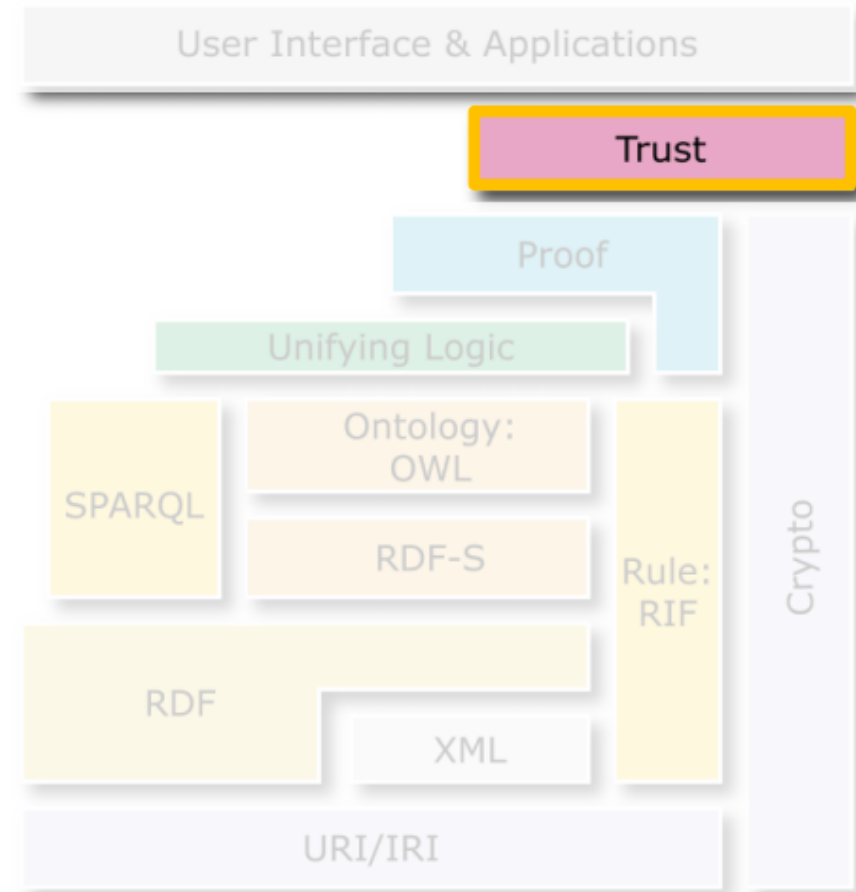 User Interface & Applications
Trust
Proof
Unifying Logic
Ontology:
OWL
SPARQL
RDF-S
Rule:
RIF
Crypto
RDF
XML
URI/IRI